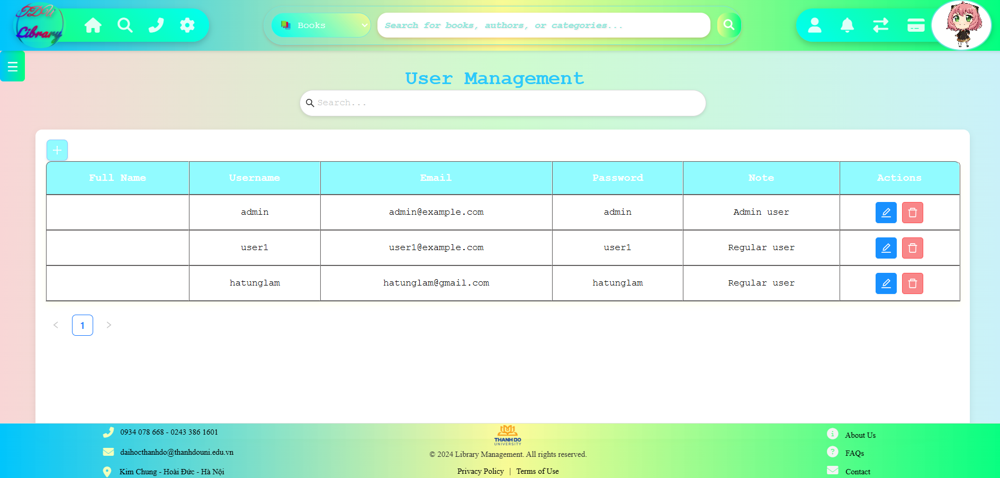 TDU
Library
Books
Search for books, authors, or categories...
User Management
Search...
Full Name Username Email Password Note Actions
admin admin@example.com admin Admin user
user1 user1@example.com user1 Regular user
hatunglam hatunglam@gmail.com hatunglam Regular user
1
0934 078 668 - 0243 386 1601
daihocthanhdo@thanhdouni.edu.vn
Kim Chung - Hoài Đức - Hà Nội
THANH DO
UNIVERSITY
© 2024 Library Management. All rights reserved.
Privacy Policy | Terms of Use
About Us
FAQs
Contact